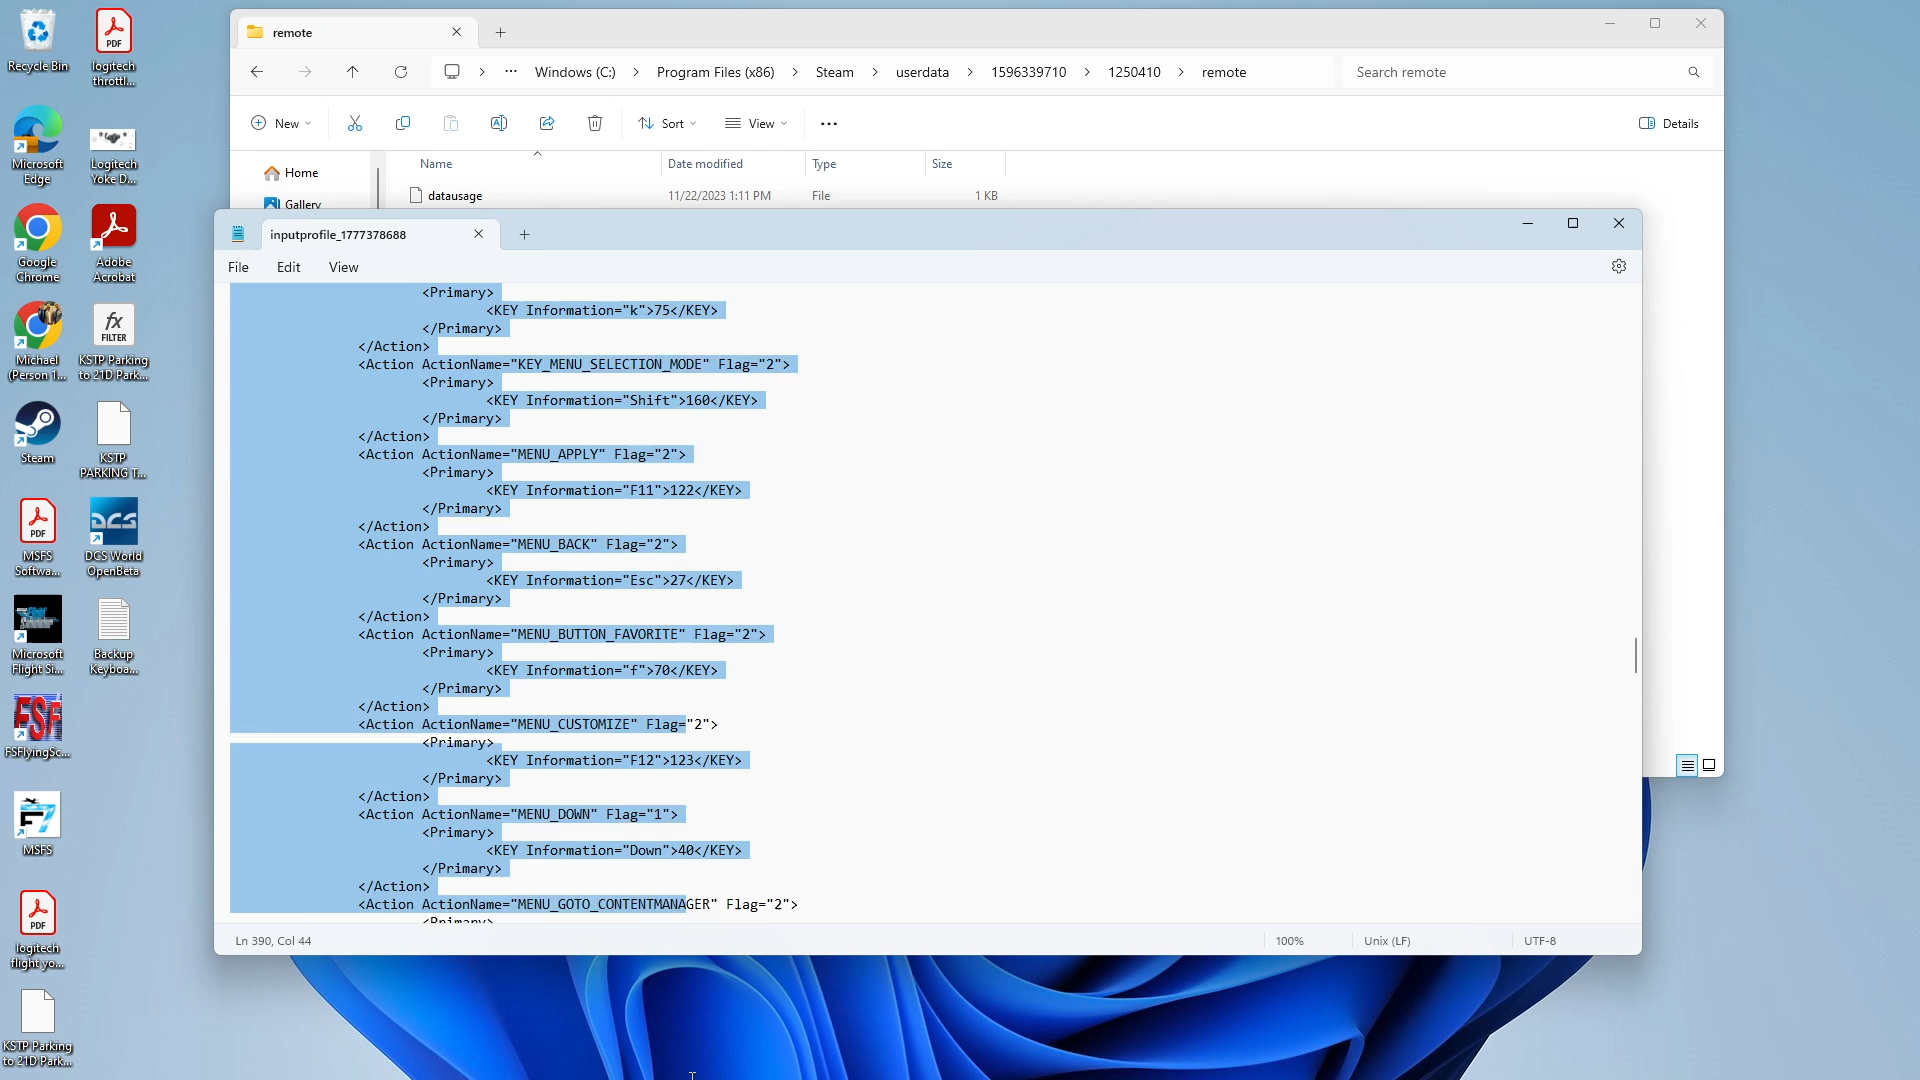 Recycle Bin
logitech
throttl...
Microsoft
Edge
Logitech
Yoke D...
Google
Chrome
Adobe
Acrobat
Michael
(Person 1...
fx
FILTER
KSTP Parking
to 21D Park...
Steam
KSTP
PARKING T...
MSFS
Softwa...
DCS World
OpenBeta
Microsoft
Flight Si...
Backup
Keyboa...
FSFlyingSc...
MSFS
logitech
flight yo...
KSTP Parking
to 21D Park...
remote
Windows (C:) > Program Files (x86) > Steam > userdata > 1596339710 > 1250410 > remote
Search remote
New
Sort
View
Details
Home
Gallery
Name Date modified Type Size
datausage 11/22/2023 1:11 PM File 1 KB
inputprofile_1777378688
File Edit View
<Primary>
<KEY Information="k">75</KEY>
</Primary>
</Action>
<Action ActionName="KEY_MENU_SELECTION_MODE" Flag="2">
<Primary>
<KEY Information="Shift">160</KEY>
</Primary>
</Action>
<Action ActionName="MENU_APPLY" Flag="2">
<Primary>
<KEY Information="F11">122</KEY>
</Primary>
</Action>
<Action ActionName="MENU_BACK" Flag="2">
<Primary>
<KEY Information="Esc">27</KEY>
</Primary>
</Action>
<Action ActionName="MENU_BUTTON_FAVORITE" Flag="2">
<Primary>
<KEY Information="f">70</KEY>
</Primary>
</Action>
<Action ActionName="MENU_CUSTOMIZE" Flag="2">
<Primary>
<KEY Information="F12">123</KEY>
</Primary>
</Action>
<Action ActionName="MENU_DOWN" Flag="1">
<Primary>
<KEY Information="Down">40</KEY>
</Primary>
</Action>
<Action ActionName="MENU_GOTO_CONTENTMANAGER" Flag="2">
<Primary>
Ln 390, Col 44
100%
Unix (LF)
UTF-8